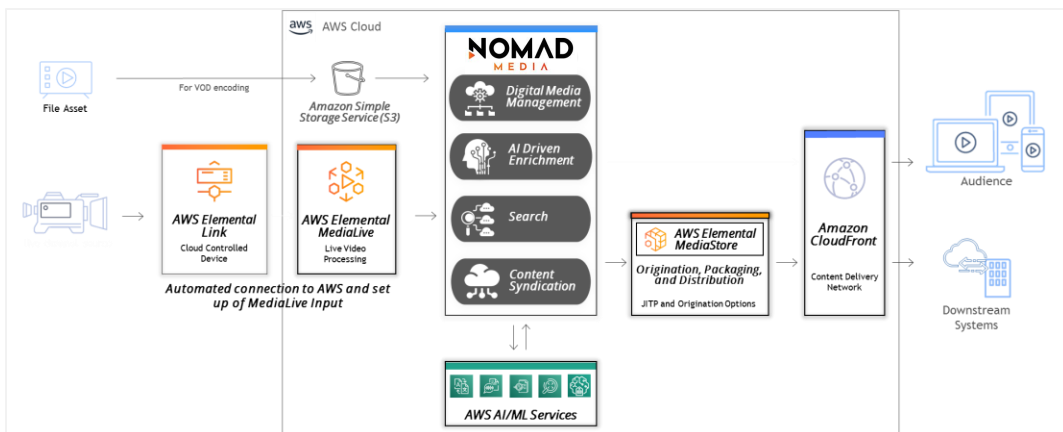 aws AWS Cloud
File Asset
For VOD encoding
Amazon Simple
Storage Service (S3)
NOMAD
MEDIA
Digital Media
Management
AI Driven
Enrichment
Search
Content
Syndication
AWS Elemental
Link
Cloud Controlled
Device
AWS Elemental
MediaLive
Live Video
Processing
Automated connection to AWS and set
up of MediaLive Input
AWS Elemental
MediaStore
Origination, Packaging,
and Distribution
JITP and Origination Options
Amazon
CloudFront
Content Delivery
Network
Audience
Downstream
Systems
AWS AI/ML Services